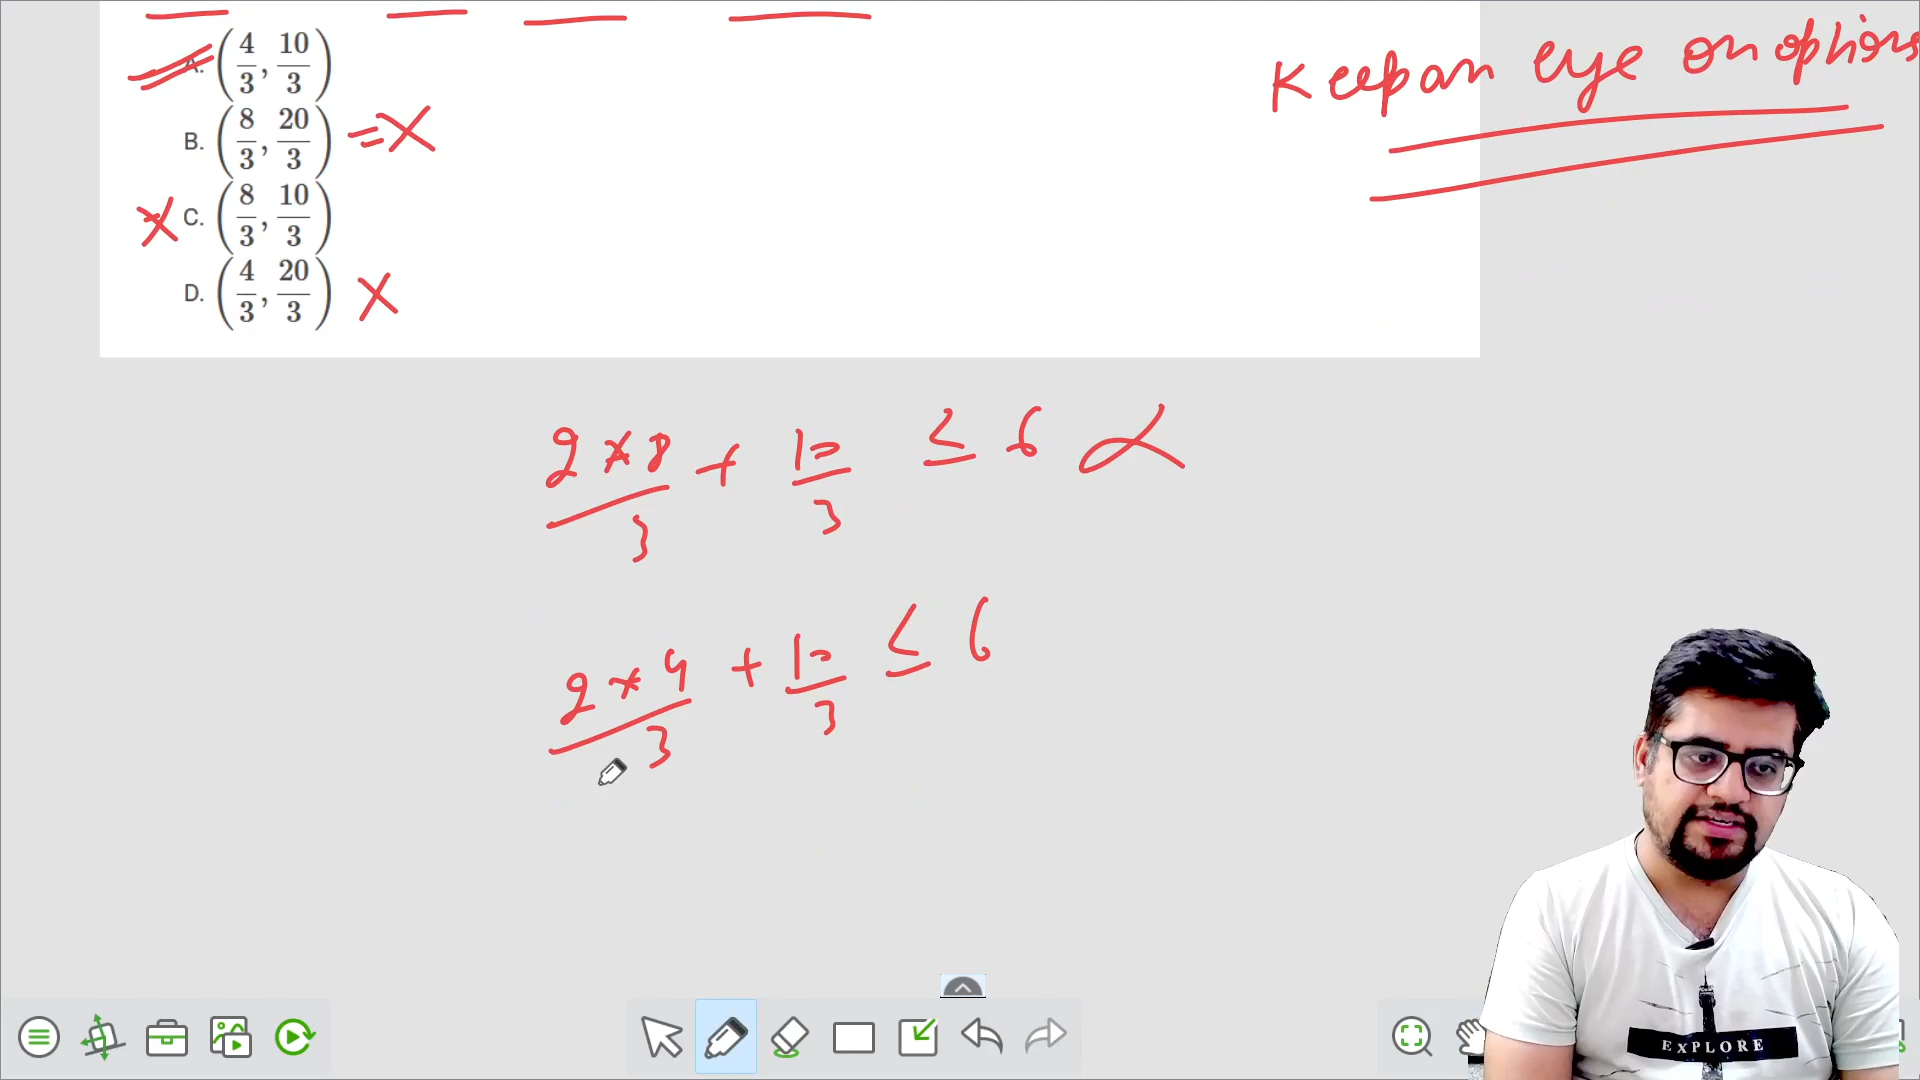 Keep an eye on options
A. (4/3, 10/3)
B. (8/3, 20/3) = X
X C. (8/3, 10/3)
D. (4/3, 20/3) X
2 × 8/3 + 10/3 ≤ 6 X
2 × 4/3 + 10/3 ≤ 6
EXPLORE